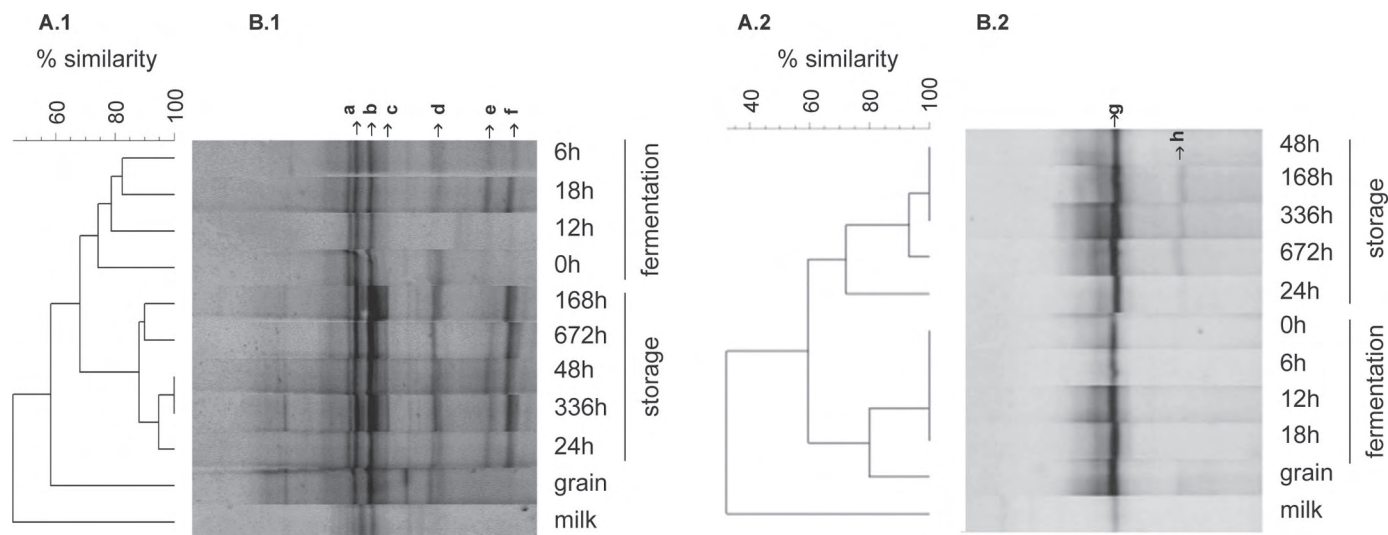 A.1
B.1
% similarity
60
80
100
a
b
c
d
e
f
→
→
→
→
→
→
6h
18h
12h
0h
168h
672h
48h
336h
24h
grain
milk
fermentation
storage
A.2
B.2
% similarity
40
60
80
100
g
h
→
→
48h
168h
336h
672h
24h
0h
6h
12h
18h
grain
milk
storage
fermentation